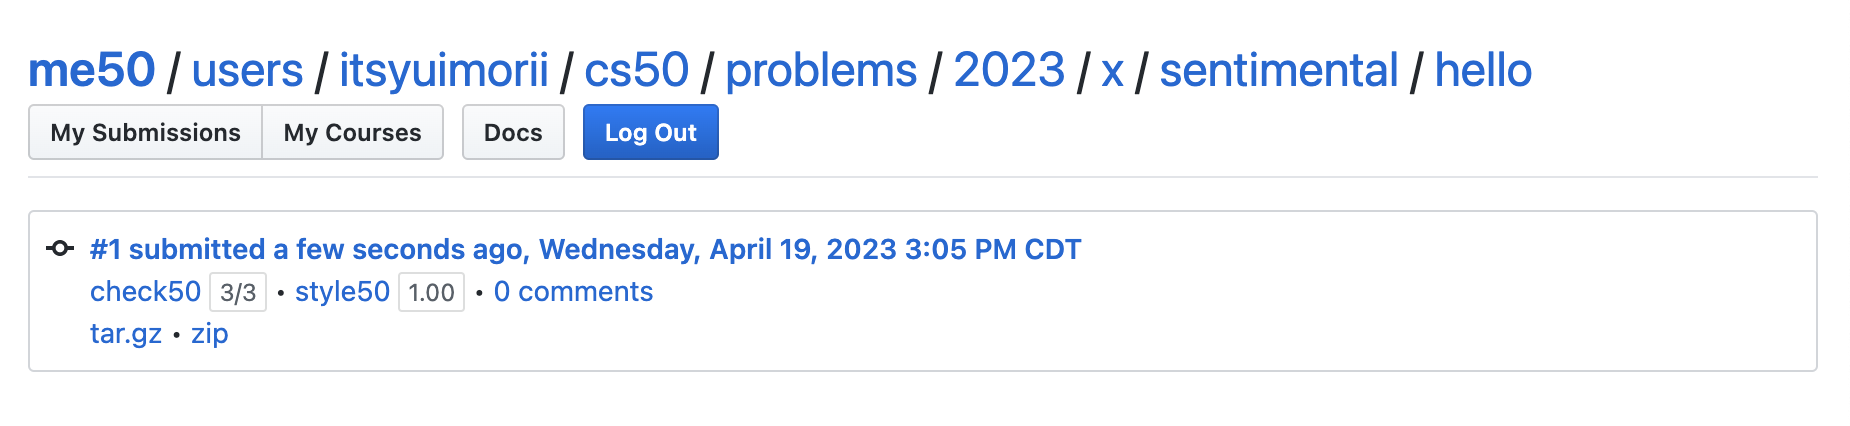 me50 / users / itsyuimorii / cs50 / problems / 2023 / x / sentimental / hello
My Submissions My Courses Docs Log Out
#1 submitted a few seconds ago, Wednesday, April 19, 2023 3:05 PM CDT
check50 3/3 • style50 1.00 • 0 comments
tar.gz • zip